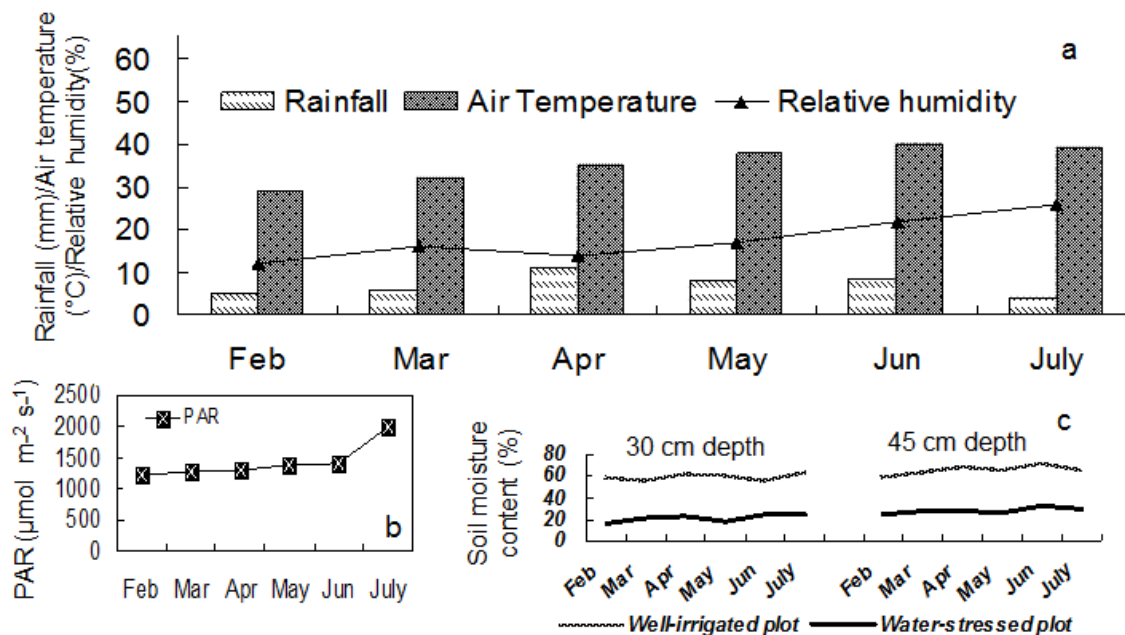 a
Rainfall (mm)/Air temperature
(°C)/Relative humidity(%)
60
50
40
30
20
10
0
Rainfall Air Temperature Relative humidity
Feb Mar Apr May Jun July
PAR (µmol m-² s-¹)
2500
2000
1500
1000
500
0
PAR
b
Feb Mar Apr May Jun July
c
Soil moisture
content (%)
80
60
40
20
0
30 cm depth 45 cm depth
Feb Mar Apr May Jun July Feb Mar Apr May Jun July
Well-irrigated plot Water-stressed plot